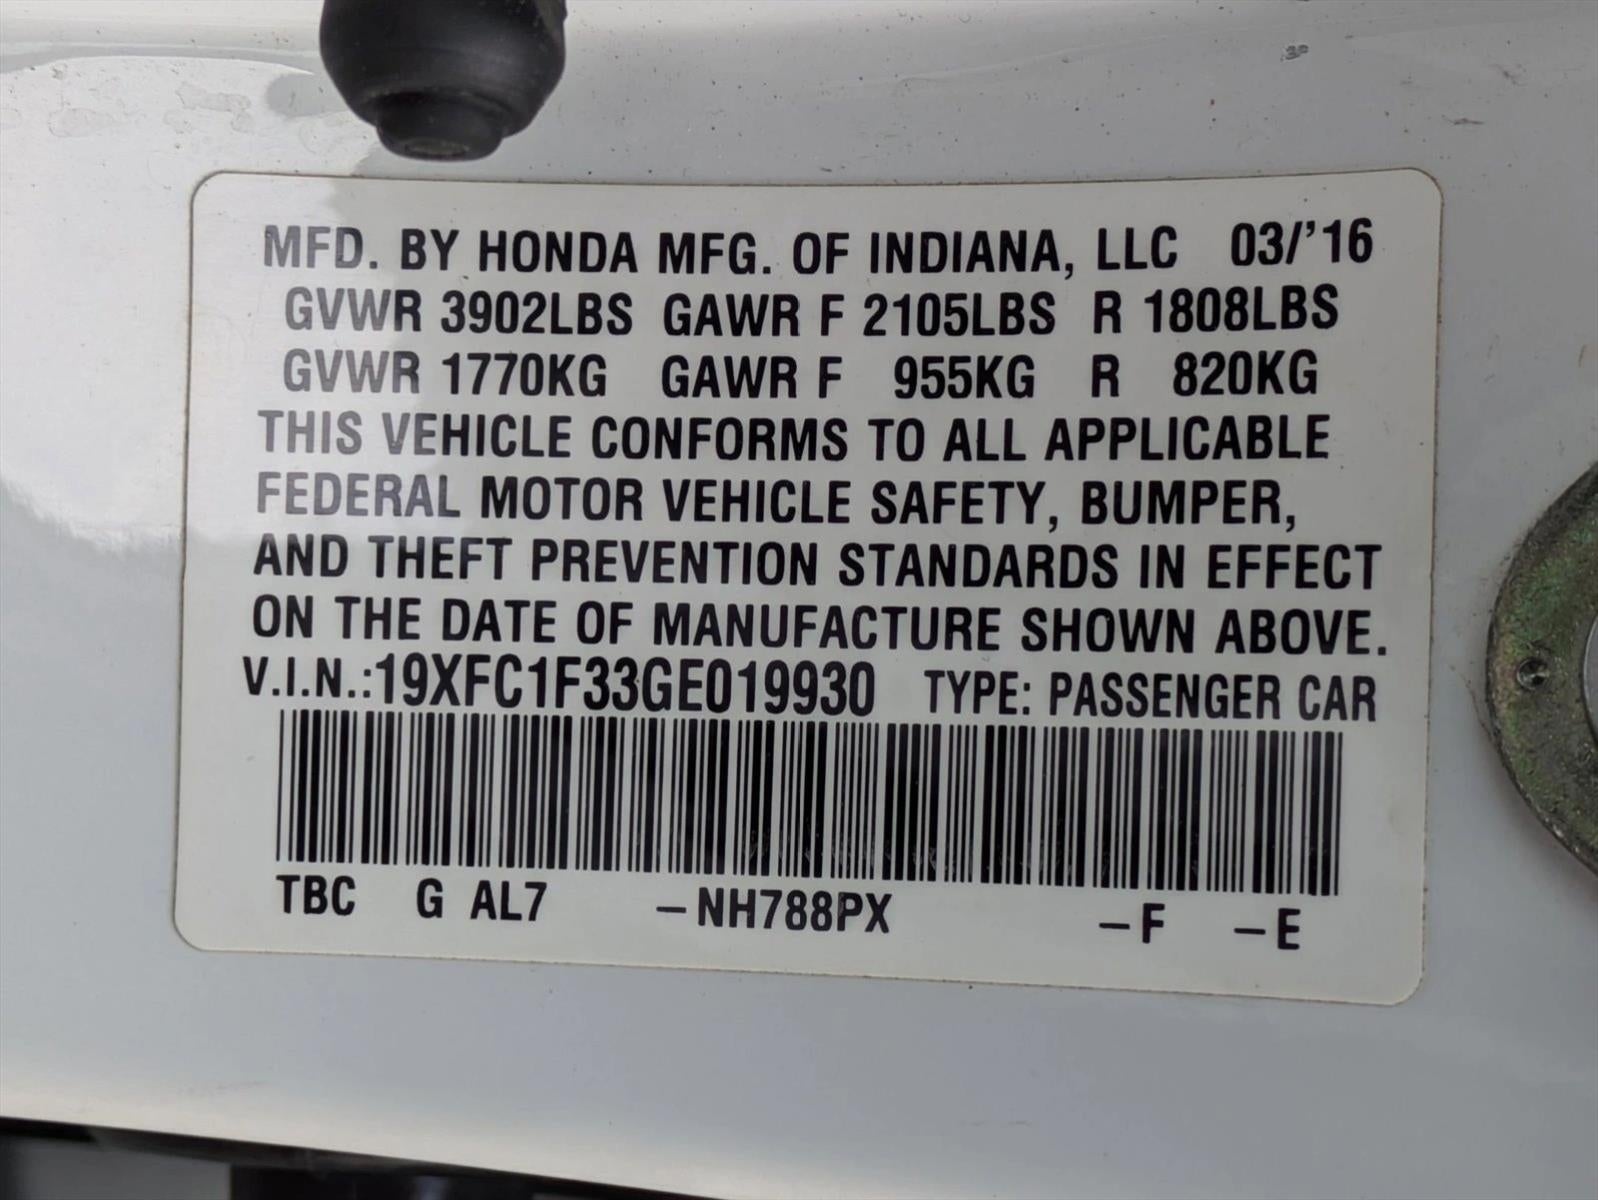 MFD. BY HONDA MFG. OF INDIANA, LLC 03/'16
GVWR 3902LBS GAWR F 2105LBS R 1808LBS
GVWR 1770KG GAWR F 955KG R 820KG
THIS VEHICLE CONFORMS TO ALL APPLICABLE
FEDERAL MOTOR VEHICLE SAFETY, BUMPER,
AND THEFT PREVENTION STANDARDS IN EFFECT
ON THE DATE OF MANUFACTURE SHOWN ABOVE.
V.I.N.:19XFC1F33GE019930 TYPE: PASSENGER CAR
TBC G AL7 –NH788PX –F –E